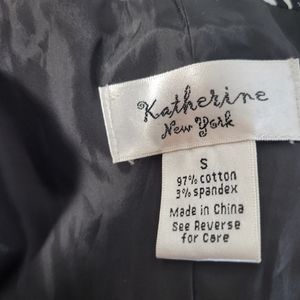 Katherine
New York
S
97% cotton
3% spandex
Made in China
See Reverse
for Care